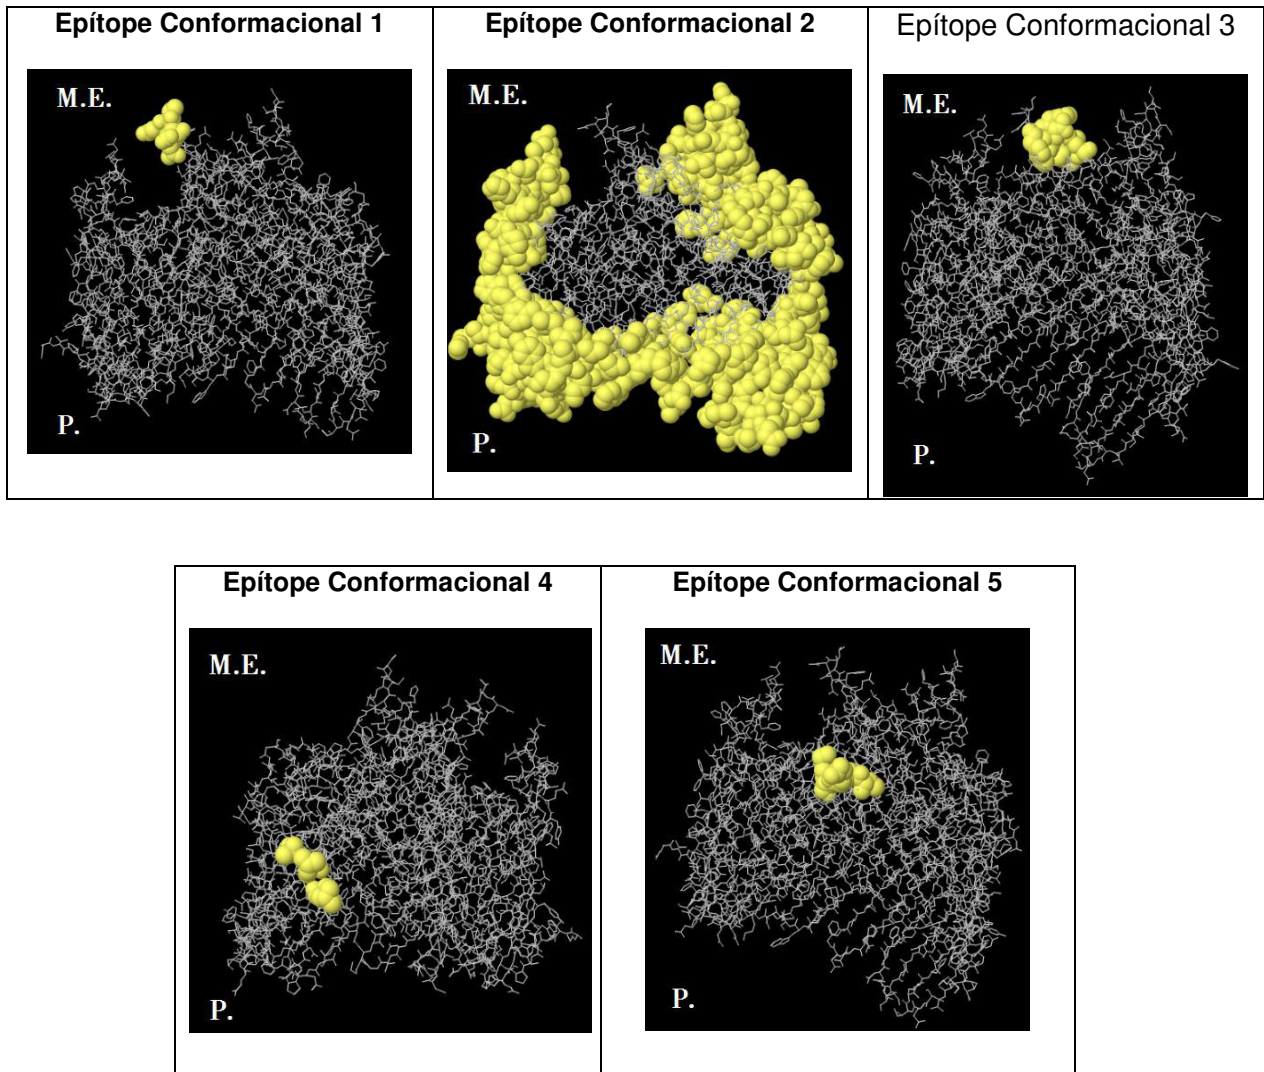 Epítope Conformacional 1
Epítope Conformacional 2
Epítope Conformacional 3
M.E.
P.
M.E.
P.
M.E.
P.
Epítope Conformacional 4
Epítope Conformacional 5
M.E.
P.
M.E.
P.